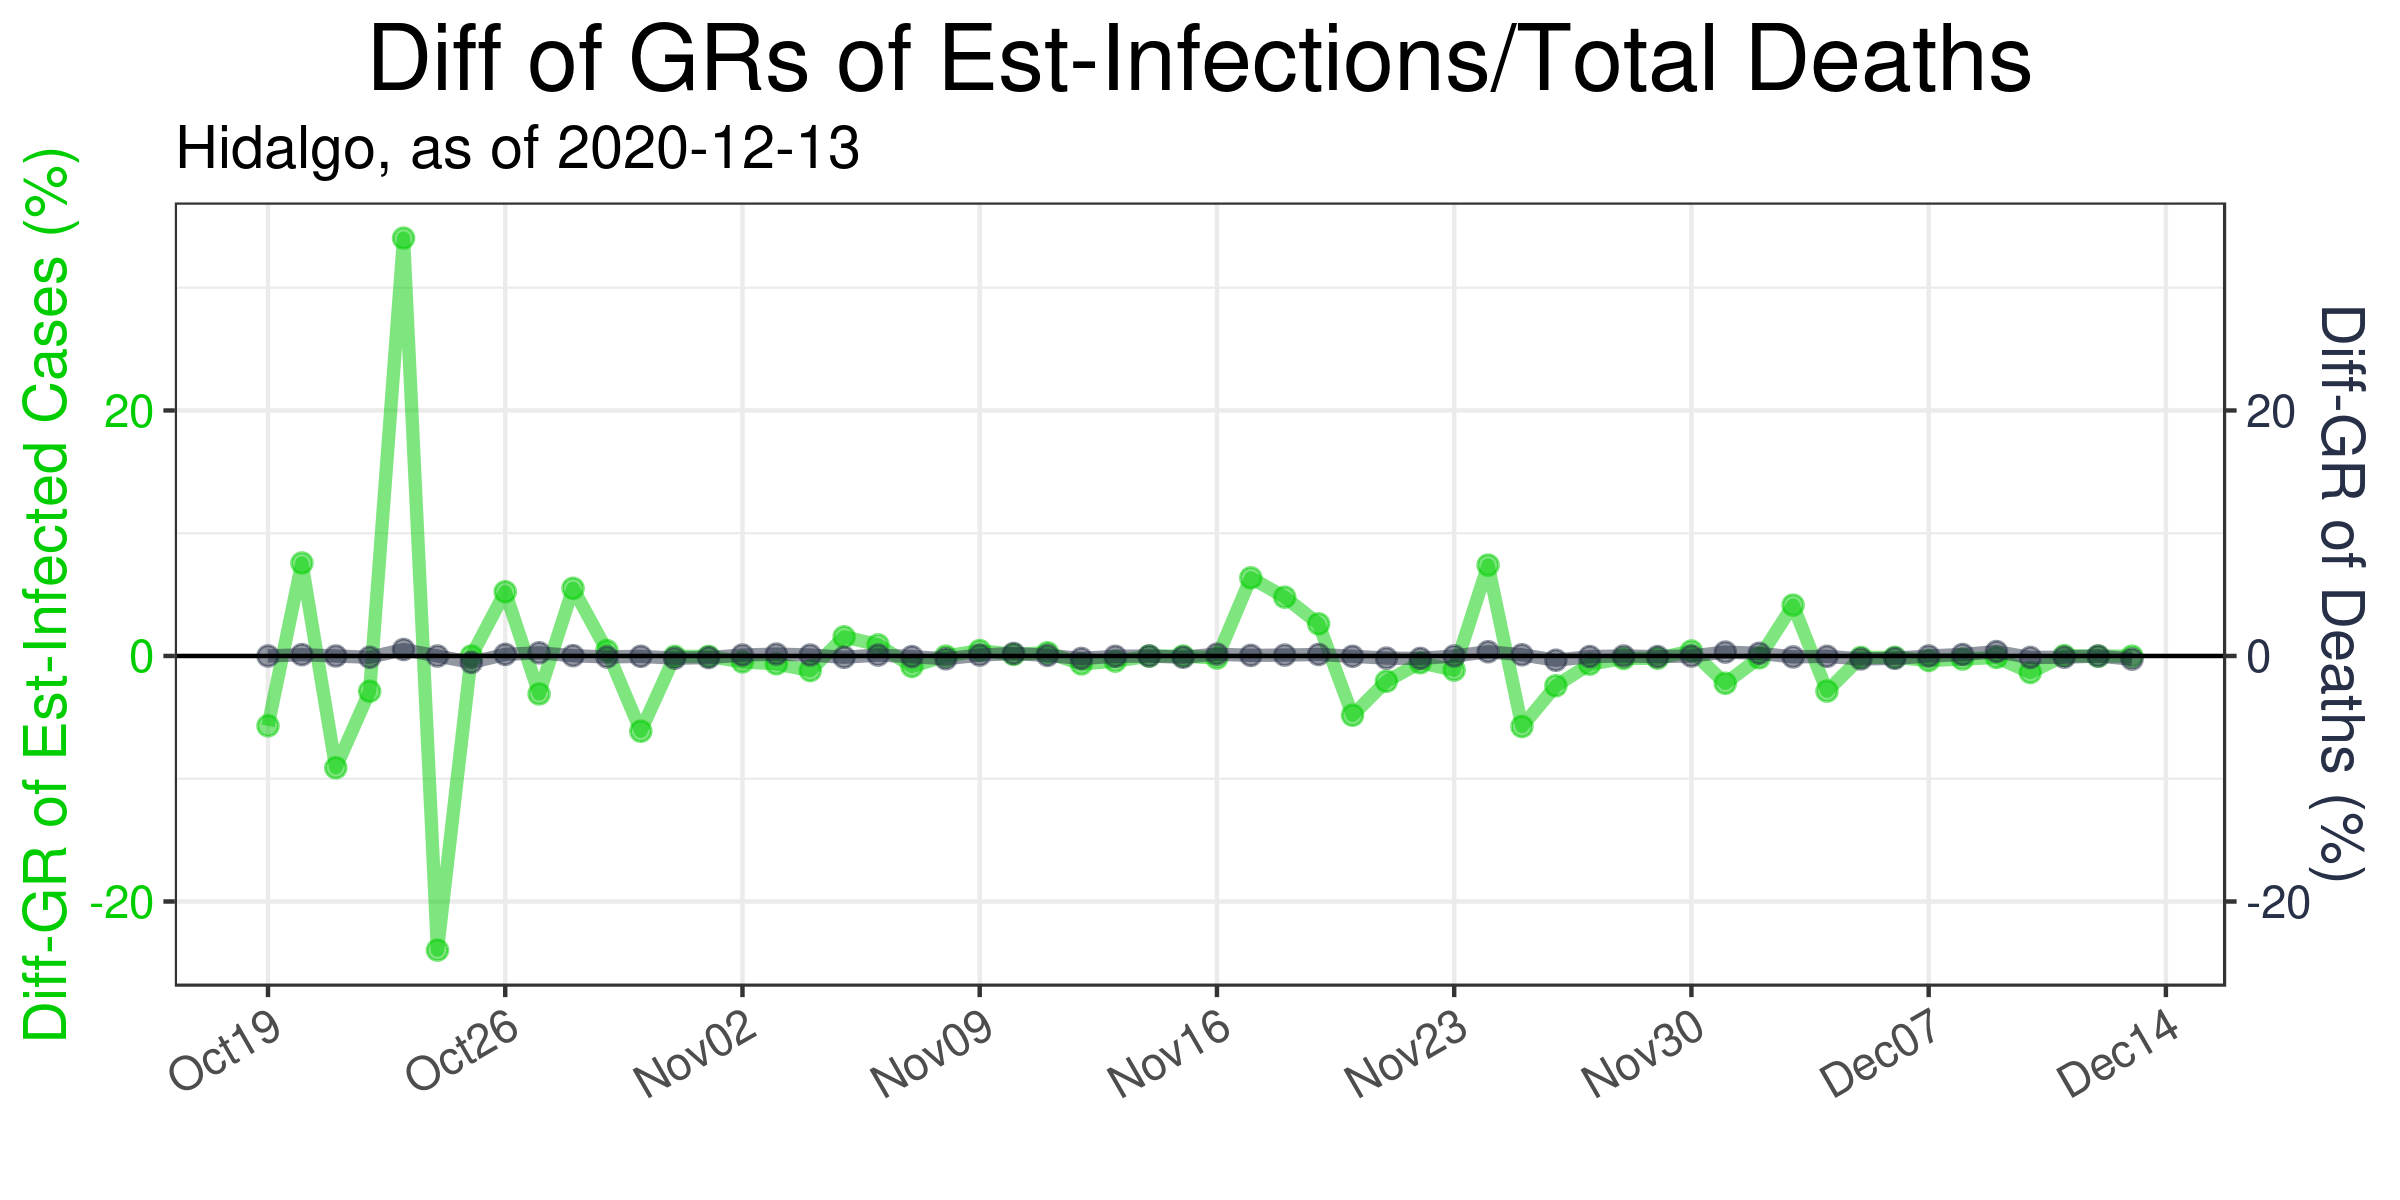 Diff of GRs of Est-Infections/Total Deaths
Hidalgo, as of 2020-12-13
Diff-GR of Est-Infected Cases (%)
20
0
-20
20
0
-20
Diff-GR of Deaths (%)
Oct19
Oct26
Nov02
Nov09
Nov16
Nov23
Nov30
Dec07
Dec14